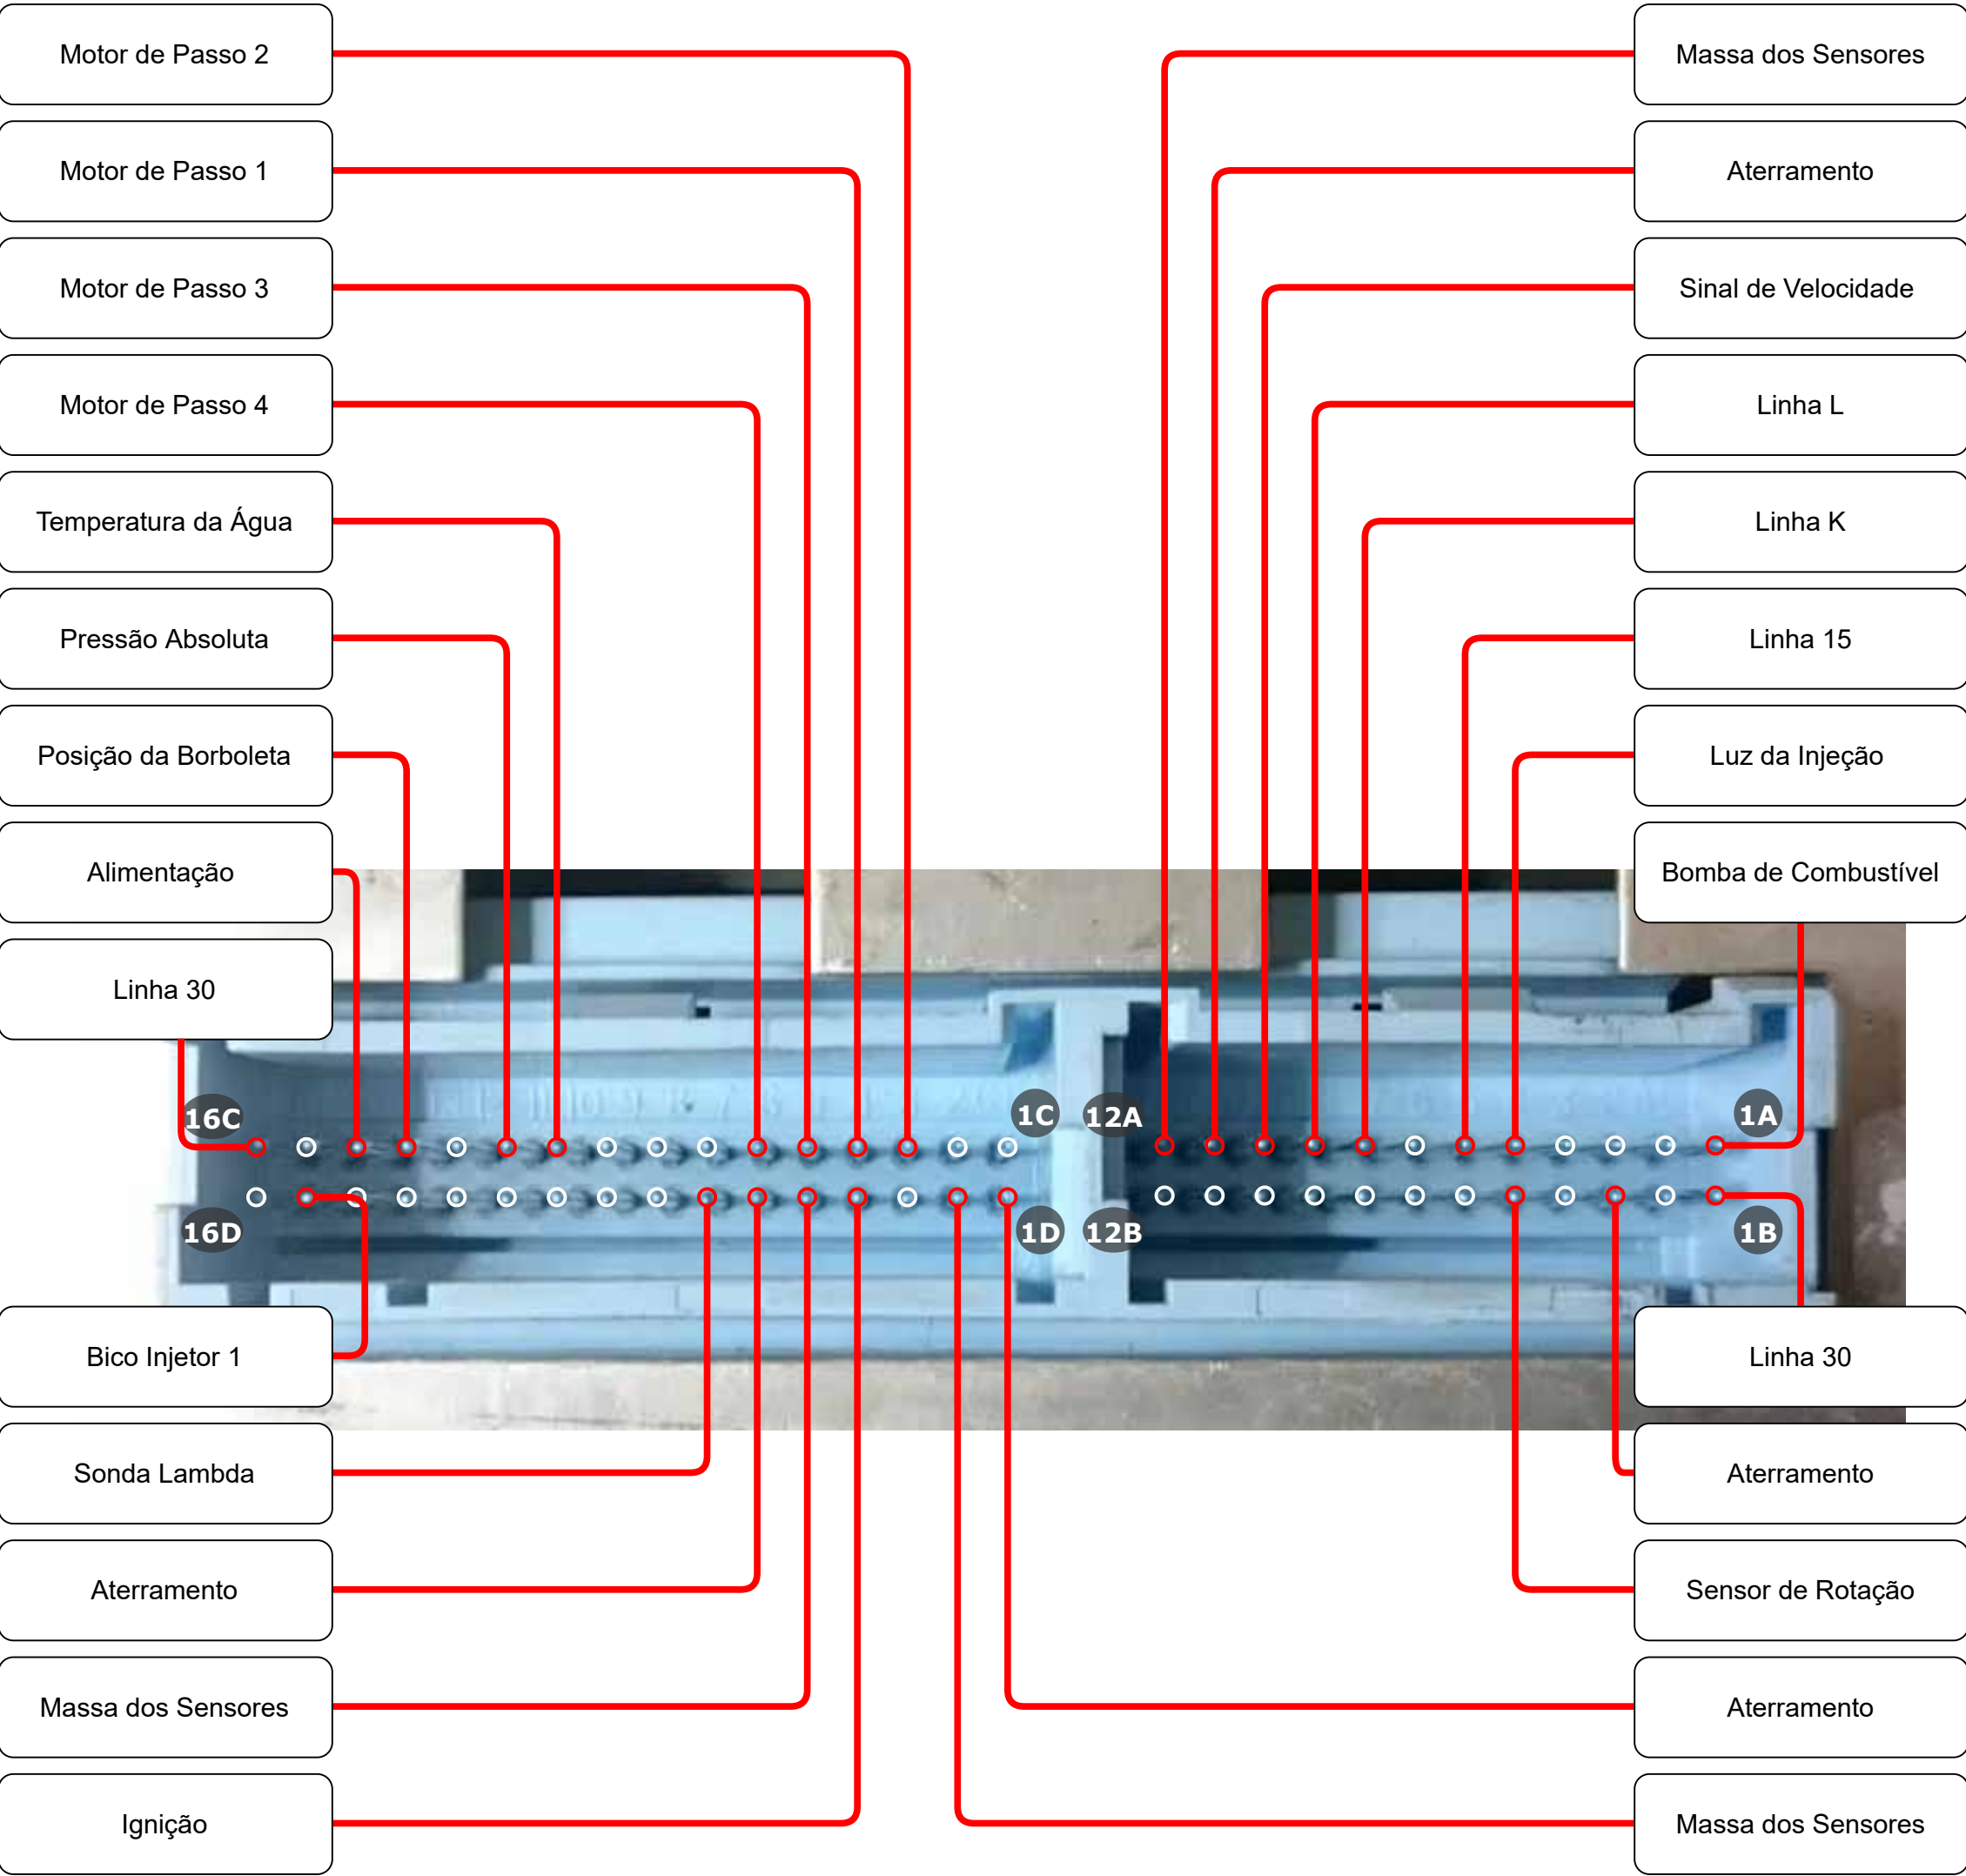 Motor de Passo 2
Massa dos Sensores
Motor de Passo 1
Aterramento
Motor de Passo 3
Sinal de Velocidade
Motor de Passo 4
Linha L
Temperatura da Água
Linha K
Pressão Absoluta
Linha 15
Posição da Borboleta
Luz da Injeção
Alimentação
Bomba de Combustível
Linha 30
16C
1C
12A
1A
16D
1D
12B
1B
Bico Injetor 1
Linha 30
Sonda Lambda
Aterramento
Aterramento
Sensor de Rotação
Massa dos Sensores
Aterramento
Ignição
Massa dos Sensores